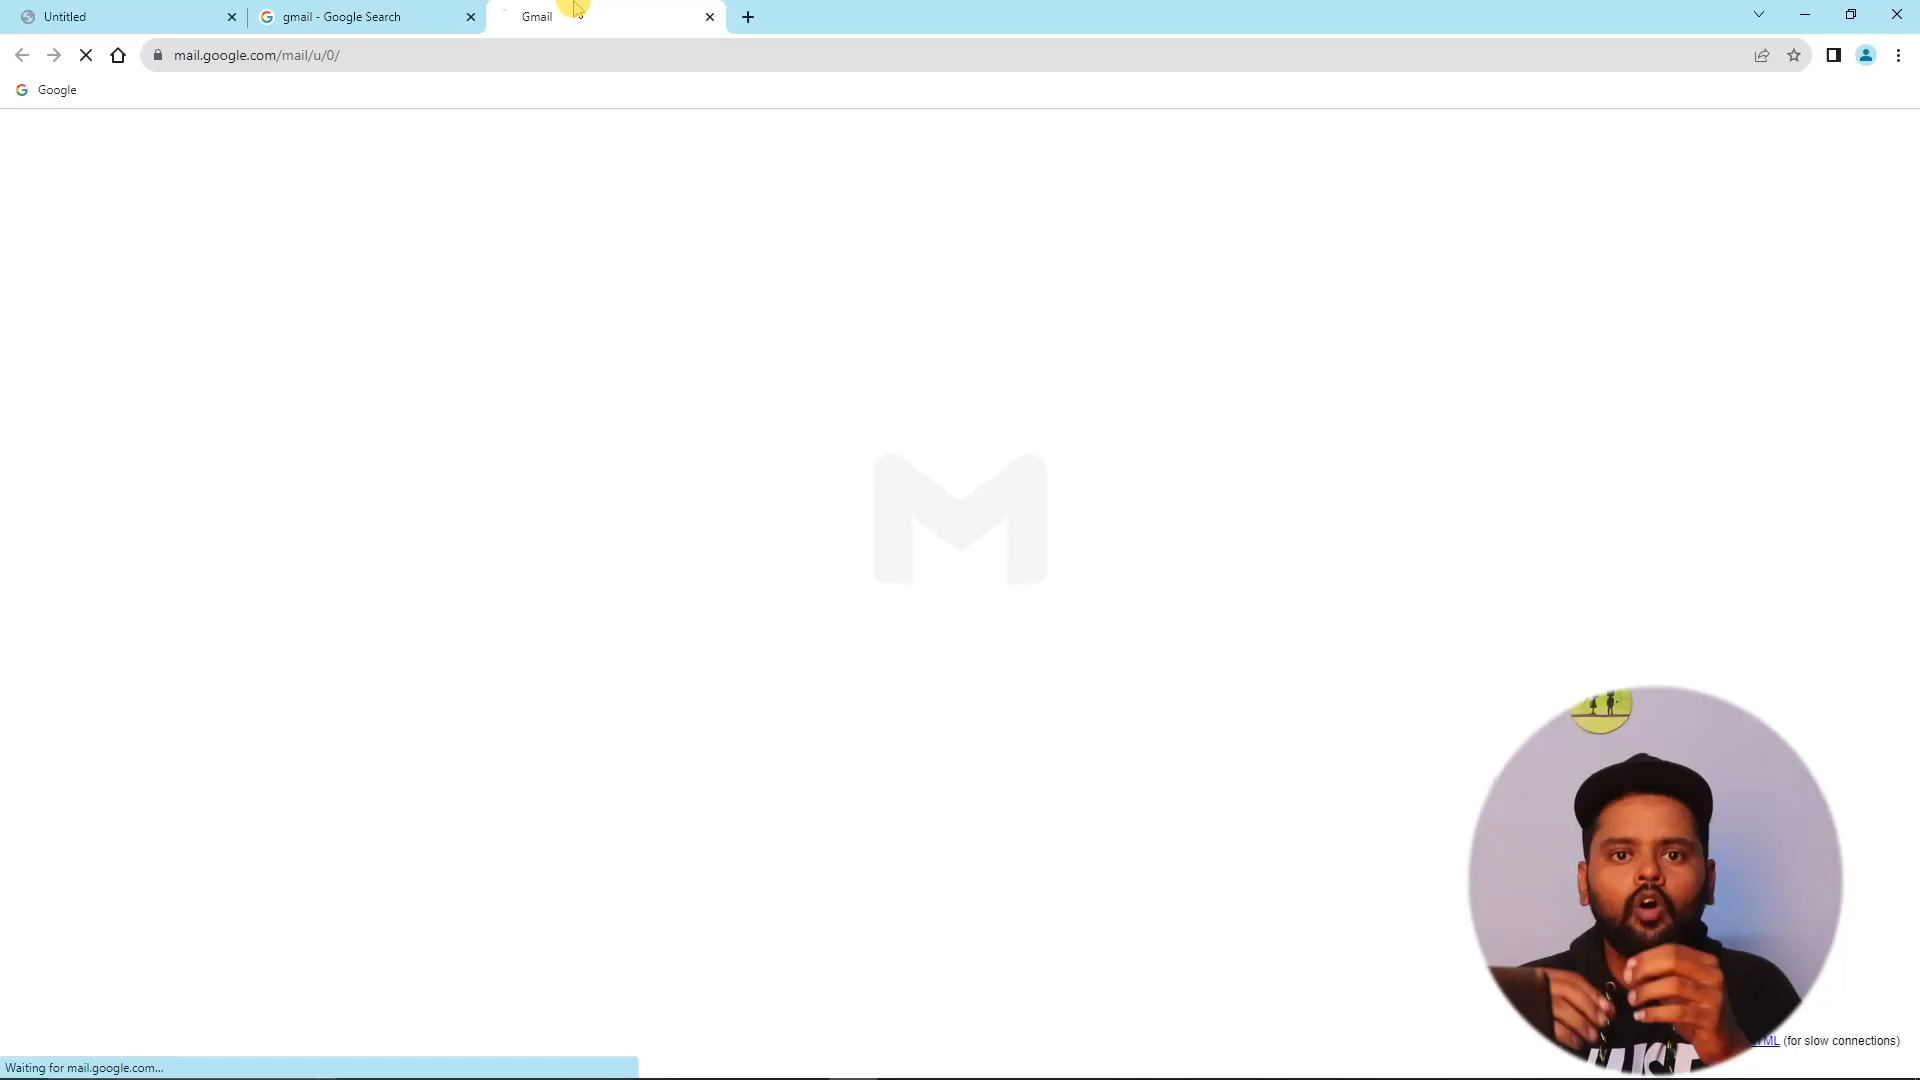 Untitled
gmail - Google Search
Gmail
mail.google.com/mail/u/0/
Google
(for slow connections)
Waiting for mail.google.com...